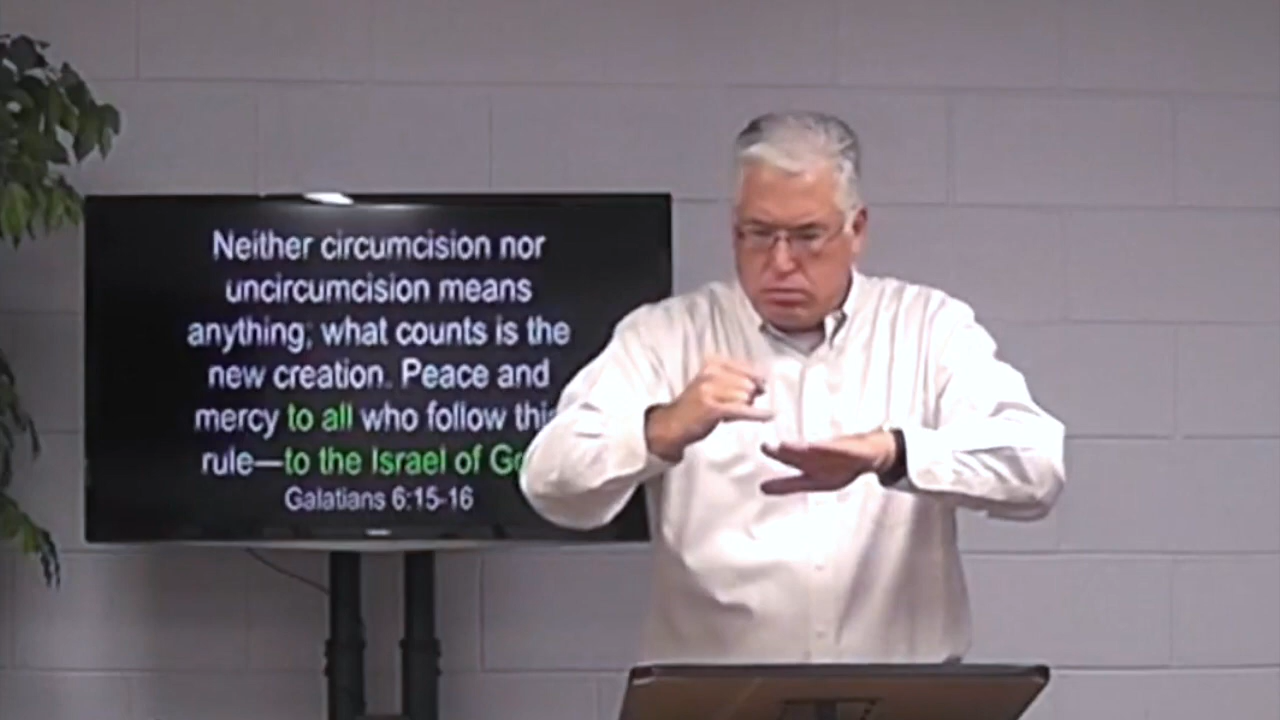 Neither circumcision nor
uncircumcision means
anything; what counts is the
new creation. Peace and
mercy to all who follow this
rule—to the Israel of
Galatians 6:15-16